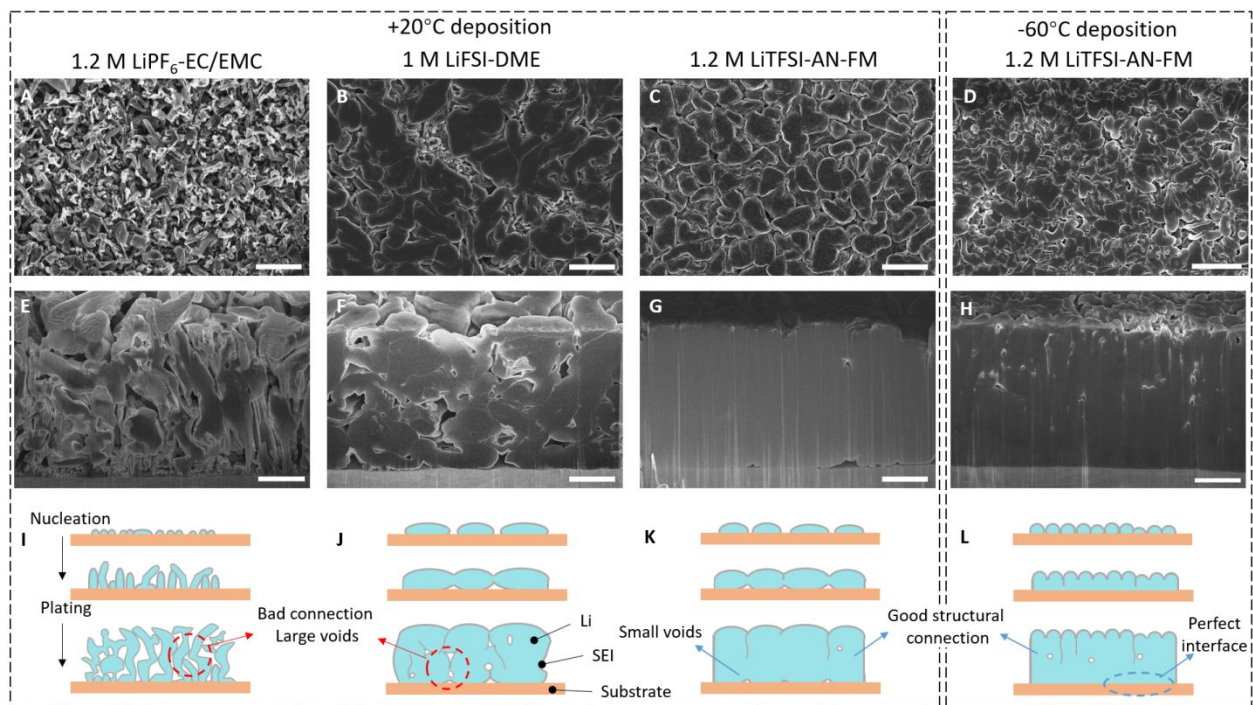 +20°C deposition
-60°C deposition
1.2 M LiPF₆-EC/EMC
1 M LiFSI-DME
1.2 M LiTFSI-AN-FM
1.2 M LiTFSI-AN-FM
A
B
C
D
E
F
G
H
Nucleation
I
J
K
L
Plating
Bad connection
Large voids
Li
SEI
Substrate
Small voids
Good structural
connection
Perfect
interface